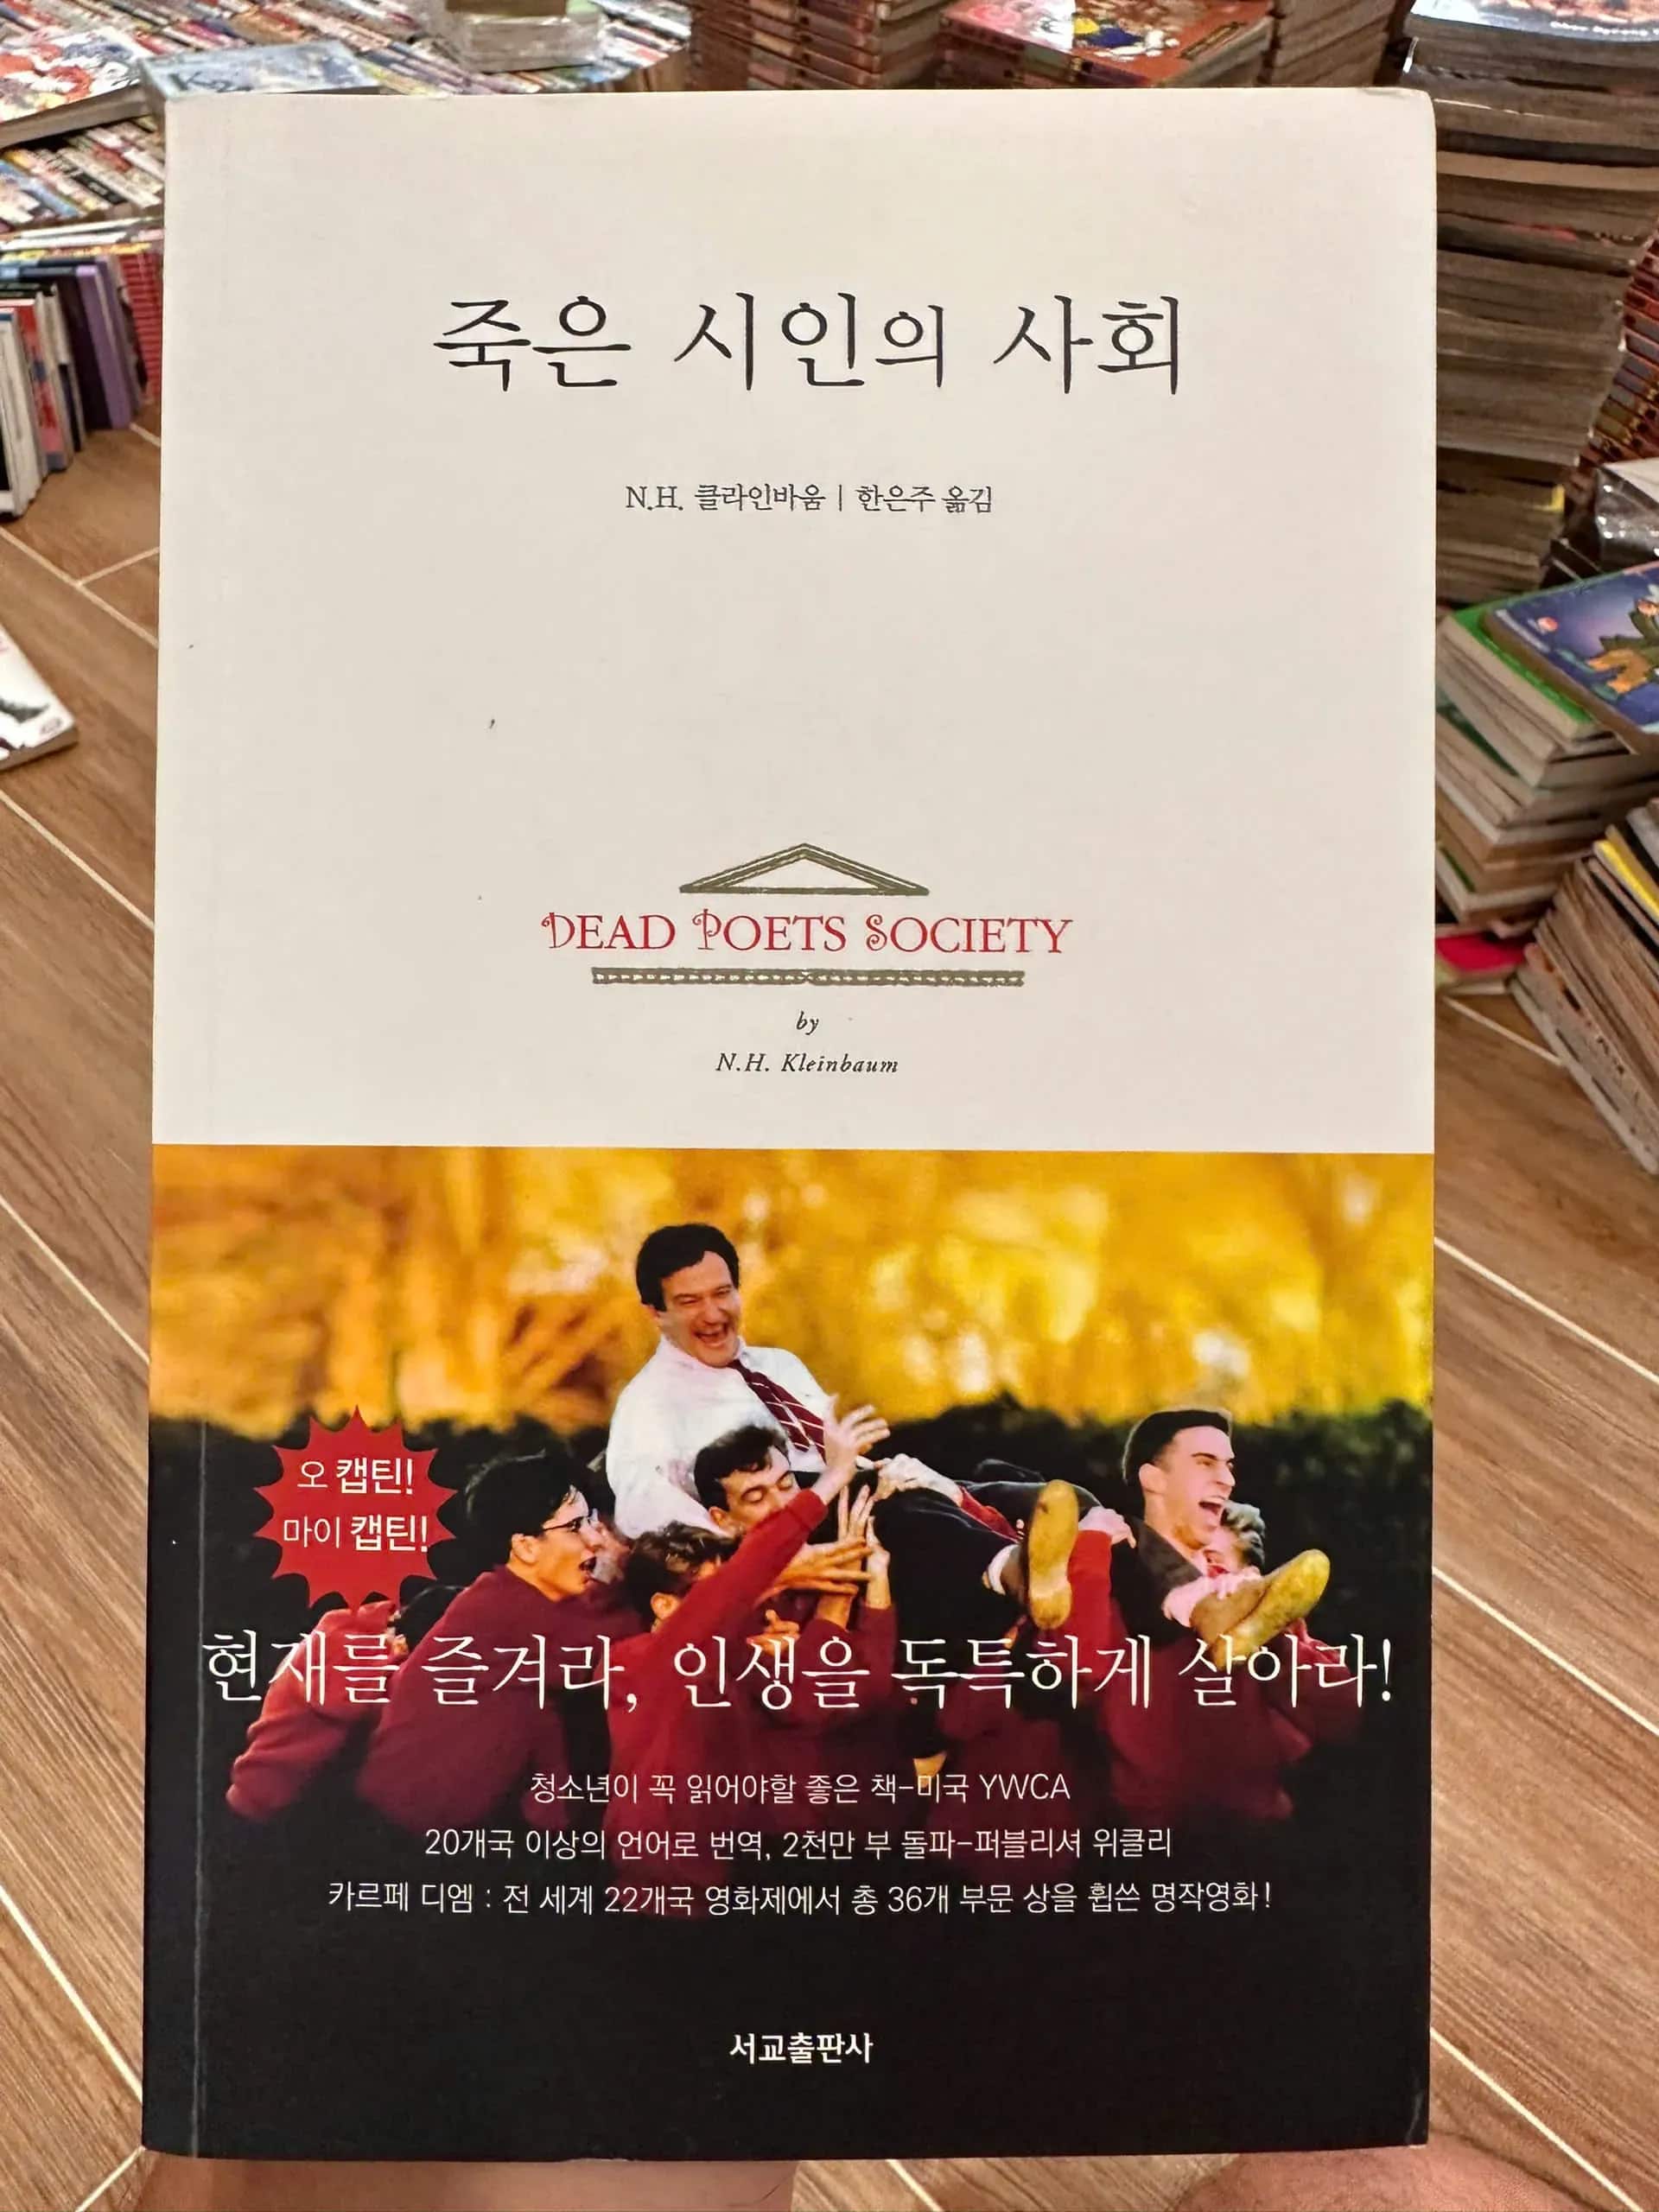 죽은 시인의 사회
N.H. 클라인바움 | 한은주 옮김
DEAD POETS SOCIETY
by
N.H. Kleinbaum
오 캡틴!
마이 캡틴!
현재를 즐겨라, 인생을 독특하게 살아라!
청소년이 꼭 읽어야할 좋은 책-미국 YWCA
20개국 이상의 언어로 번역, 2천만 부 돌파-퍼블리셔 위클리
카르페 디엠 : 전 세계 22개국 영화제에서 총 36개 부문 상을 휩쓴 명작영화!
서교출판사